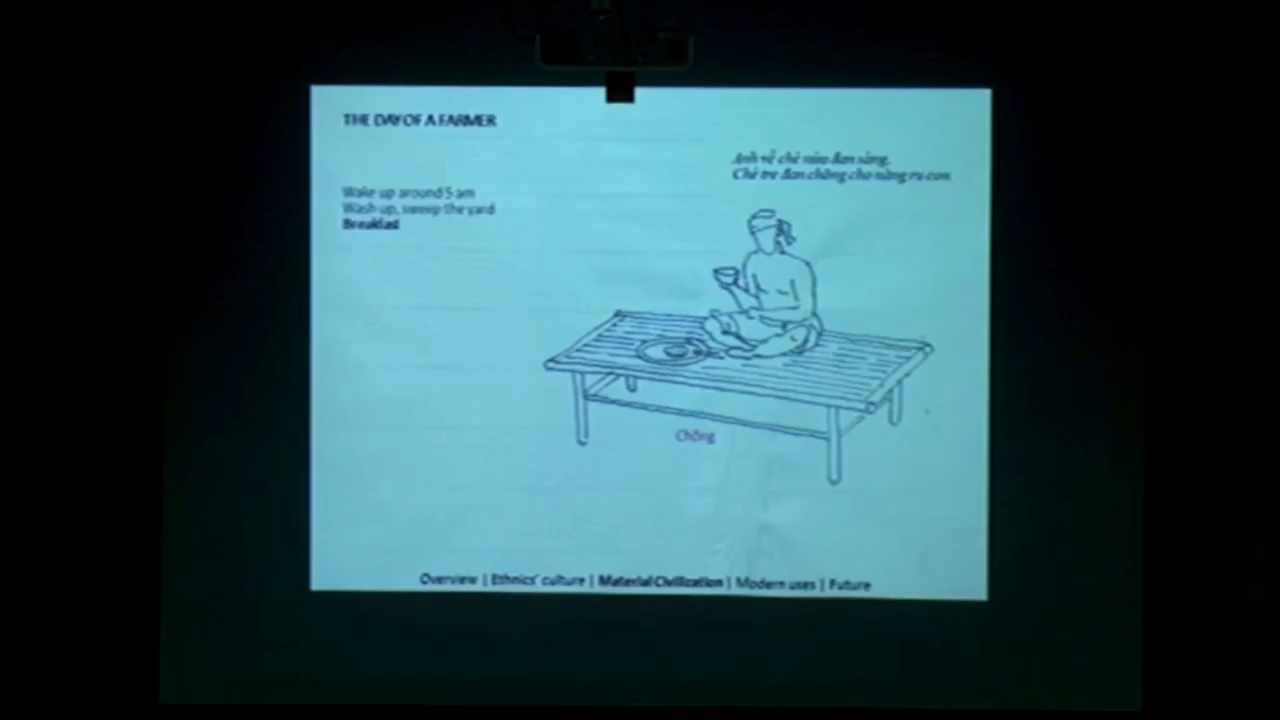 THE DAY OF A FARMER
Anh về chẻ nứa đan sàng,
Chẻ tre đan chõng cho nàng ru con
Wake up around 5 am
Wash up, sweep the yard
Breakfast
Chõng
Overview | Ethnics' culture | Material Civilization | Modern uses | Future